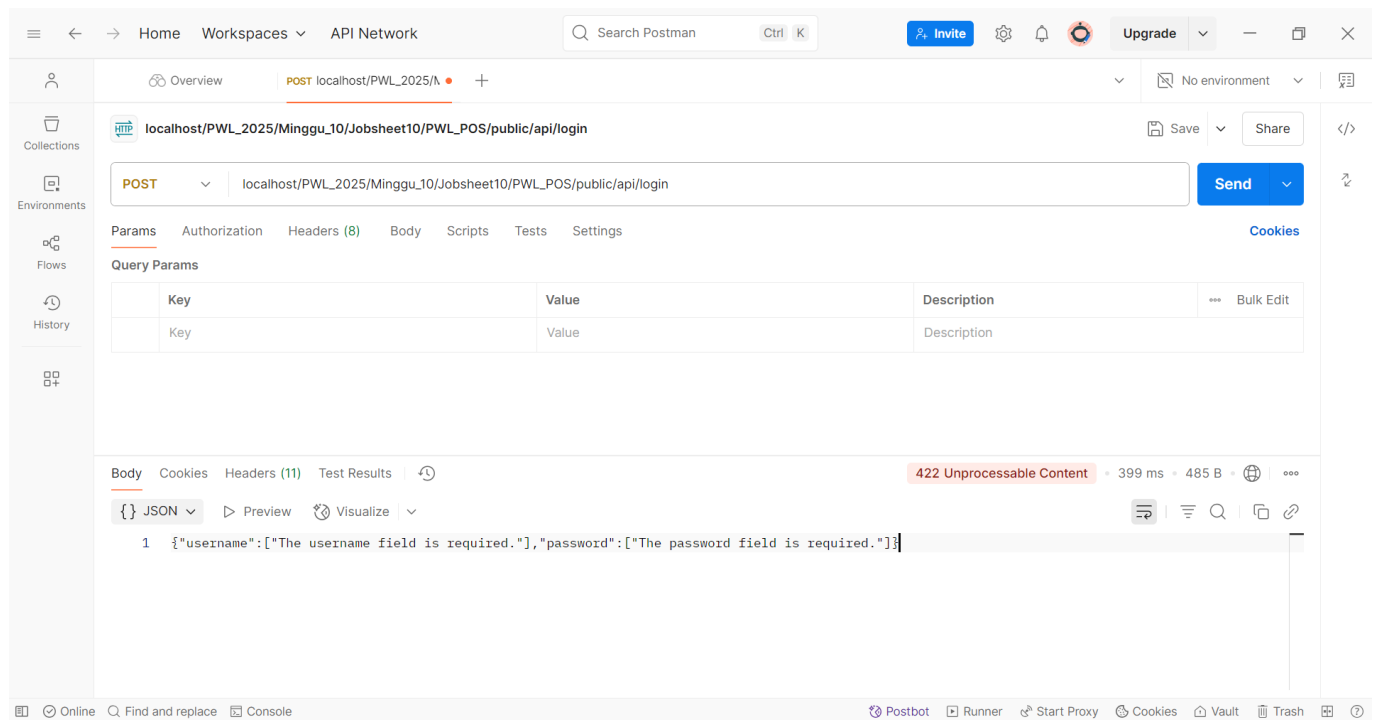 Home Workspaces API Network Search Postman Ctrl K Invite Upgrade
Overview POST localhost/PWL_2025/M No environment
Collections
Environments
Flows
History
HTTP localhost/PWL_2025/Minggu_10/Jobsheet10/PWL_POS/public/api/login Save Share
POST localhost/PWL_2025/Minggu_10/Jobsheet10/PWL_POS/public/api/login Send
Params Authorization Headers (8) Body Scripts Tests Settings Cookies
Query Params
Key Value Description Bulk Edit
Key Value Description
Body Cookies Headers (11) Test Results 422 Unprocessable Content 399 ms 485 B
{} JSON Preview Visualize
1 {"username":["The username field is required."],"password":["The password field is required."]}
Online Find and replace Console Postbot Runner Start Proxy Cookies Vault Trash